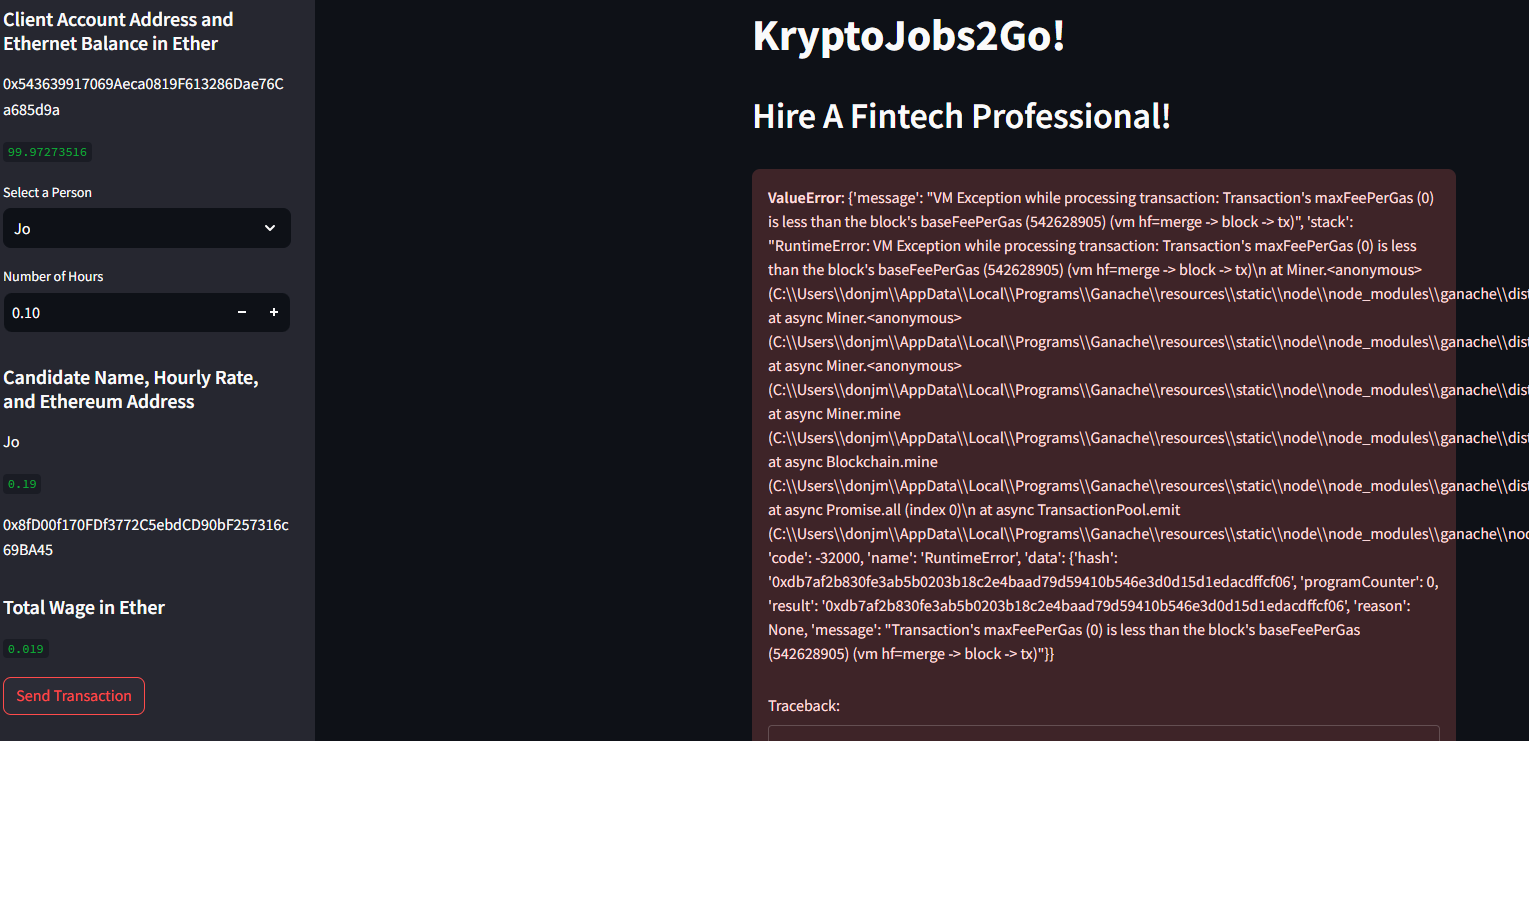 Client Account Address and
Ethernet Balance in Ether
0x543639917069Aeca0819F613286Dae76C
a685d9a
99.97273516
Select a Person
Jo
Number of Hours
0.10
Candidate Name, Hourly Rate,
and Ethereum Address
Jo
0.19
0x8fD00f170FDf3772C5ebdCD90bF257316c
69BA45
Total Wage in Ether
0.019
Send Transaction
KryptoJobs2Go!
Hire A Fintech Professional!
ValueError: {'message': "VM Exception while processing transaction: Transaction's maxFeePerGas (0)
is less than the block's baseFeePerGas (542628905) (vm hf=merge -> block -> tx)", 'stack':
"RuntimeError: VM Exception while processing transaction: Transaction's maxFeePerGas (0) is less
than the block's baseFeePerGas (542628905) (vm hf=merge -> block -> tx)\n at Miner.<anonymous>
(C:\\Users\\donjm\\AppData\\Local\\Programs\\Ganache\\resources\\static\\node\\node_modules\\ganache\\dist
at async Miner.<anonymous>
(C:\\Users\\donjm\\AppData\\Local\\Programs\\Ganache\\resources\\static\\node\\node_modules\\ganache\\dist
at async Miner.<anonymous>
(C:\\Users\\donjm\\AppData\\Local\\Programs\\Ganache\\resources\\static\\node\\node_modules\\ganache\\dist
at async Miner.mine
(C:\\Users\\donjm\\AppData\\Local\\Programs\\Ganache\\resources\\static\\node\\node_modules\\ganache\\dist
at async Blockchain.mine
(C:\\Users\\donjm\\AppData\\Local\\Programs\\Ganache\\resources\\static\\node\\node_modules\\ganache\\dist
at async Promise.all (index 0)\n at async TransactionPool.emit
(C:\\Users\\donjm\\AppData\\Local\\Programs\\Ganache\\resources\\static\\node\\node_modules\\ganache\\noc
'code': -32000, 'name': 'RuntimeError', 'data': {'hash':
'0xdb7af2b830fe3ab5b0203b18c2e4baad79d59410b546e3d0d15d1edacdffcf06', 'programCounter': 0,
'result': '0xdb7af2b830fe3ab5b0203b18c2e4baad79d59410b546e3d0d15d1edacdffcf06', 'reason':
None, 'message': "Transaction's maxFeePerGas (0) is less than the block's baseFeePerGas
(542628905) (vm hf=merge -> block -> tx)"}}
Traceback: